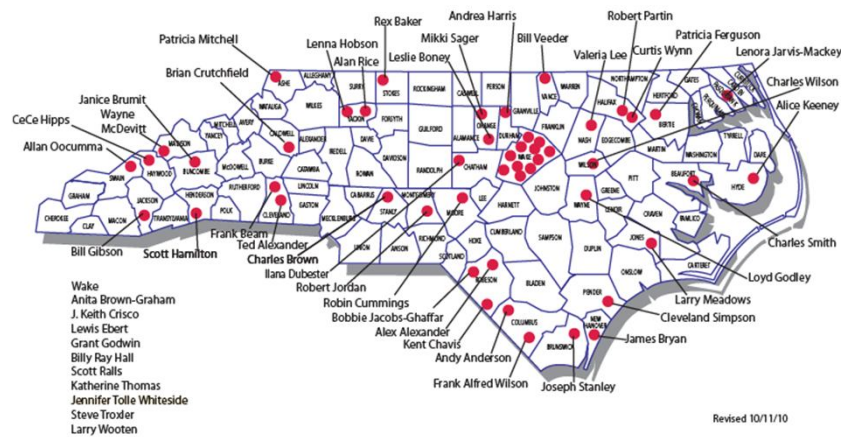 Patricia Mitchell
Brian Crutchfield
Janice Brumit
Wayne
McDevitt
CeCe Hipps
Allan Oocumma
Lenna Hobson
Alan Rice
Rex Baker
Mikki Sager
Leslie Boney
Andrea Harris
Bill Veeder
Robert Partin
Valeria Lee
Curtis Wynn
Patricia Ferguson
Lenora Jarvis-Mackey
Charles Wilson
Alice Keeney
ASHE
ALLEGHANY
SURRY
STOKES
ROCKINGHAM
CASWELL
PERSON
GRANVILLE
VANCE
WARREN
NORTHAMPTON
GATES
HERTFORD
HALIFAX
BERTIE
WATAUGA
WILKES
YADKIN
FORSYTH
GUILFORD
ALAMANCE
ORANGE
DURHAM
FRANKLIN
NASH
EDGECOMBE
MARTIN
WASHINGTON
TYRRELL
DARE
MITCHELL
AVERY
CALDWELL
ALEXANDER
IREDELL
DAVIE
DAVIDSON
RANDOLPH
CHATHAM
WAKE
WILSON
PITT
BEAUFORT
HYDE
MADISON
YANCEY
BURKE
CATAWBA
ROWAN
SWAIN
HAYWOOD
BUNCOMBE
McDOWELL
GRAHAM
JACKSON
HENDERSON
RUTHERFORD
LINCOLN
CABARRUS
MONTGOMERY
LEE
HARNETT
JOHNSTON
WAYNE
GREENE
LENOIR
CRAVEN
PAMLICO
CHEROKEE
CLAY
MACON
TRANSYLVANIA
POLK
CLEVELAND
GASTON
MECKLENBURG
STANLY
MOORE
UNION
ANSON
RICHMOND
HOKE
SCOTLAND
CUMBERLAND
SAMPSON
DUPLIN
JONES
ONSLOW
CARTERET
ROBESON
BLADEN
PENDER
COLUMBUS
BRUNSWICK
NEW
HANOVER
Bill Gibson
Scott Hamilton
Frank Beam
Ted Alexander
Charles Brown
Ilana Dubester
Robert Jordan
Robin Cummings
Bobbie Jacobs-Ghaffar
Alex Alexander
Kent Chavis
Andy Anderson
Frank Alfred Wilson
Joseph Stanley
James Bryan
Cleveland Simpson
Larry Meadows
Loyd Godley
Charles Smith
Wake
Anita Brown-Graham
J. Keith Crisco
Lewis Ebert
Grant Godwin
Billy Ray Hall
Scott Ralls
Katherine Thomas
Jennifer Tolle Whiteside
Steve Troxler
Larry Wooten
Revised 10/11/10